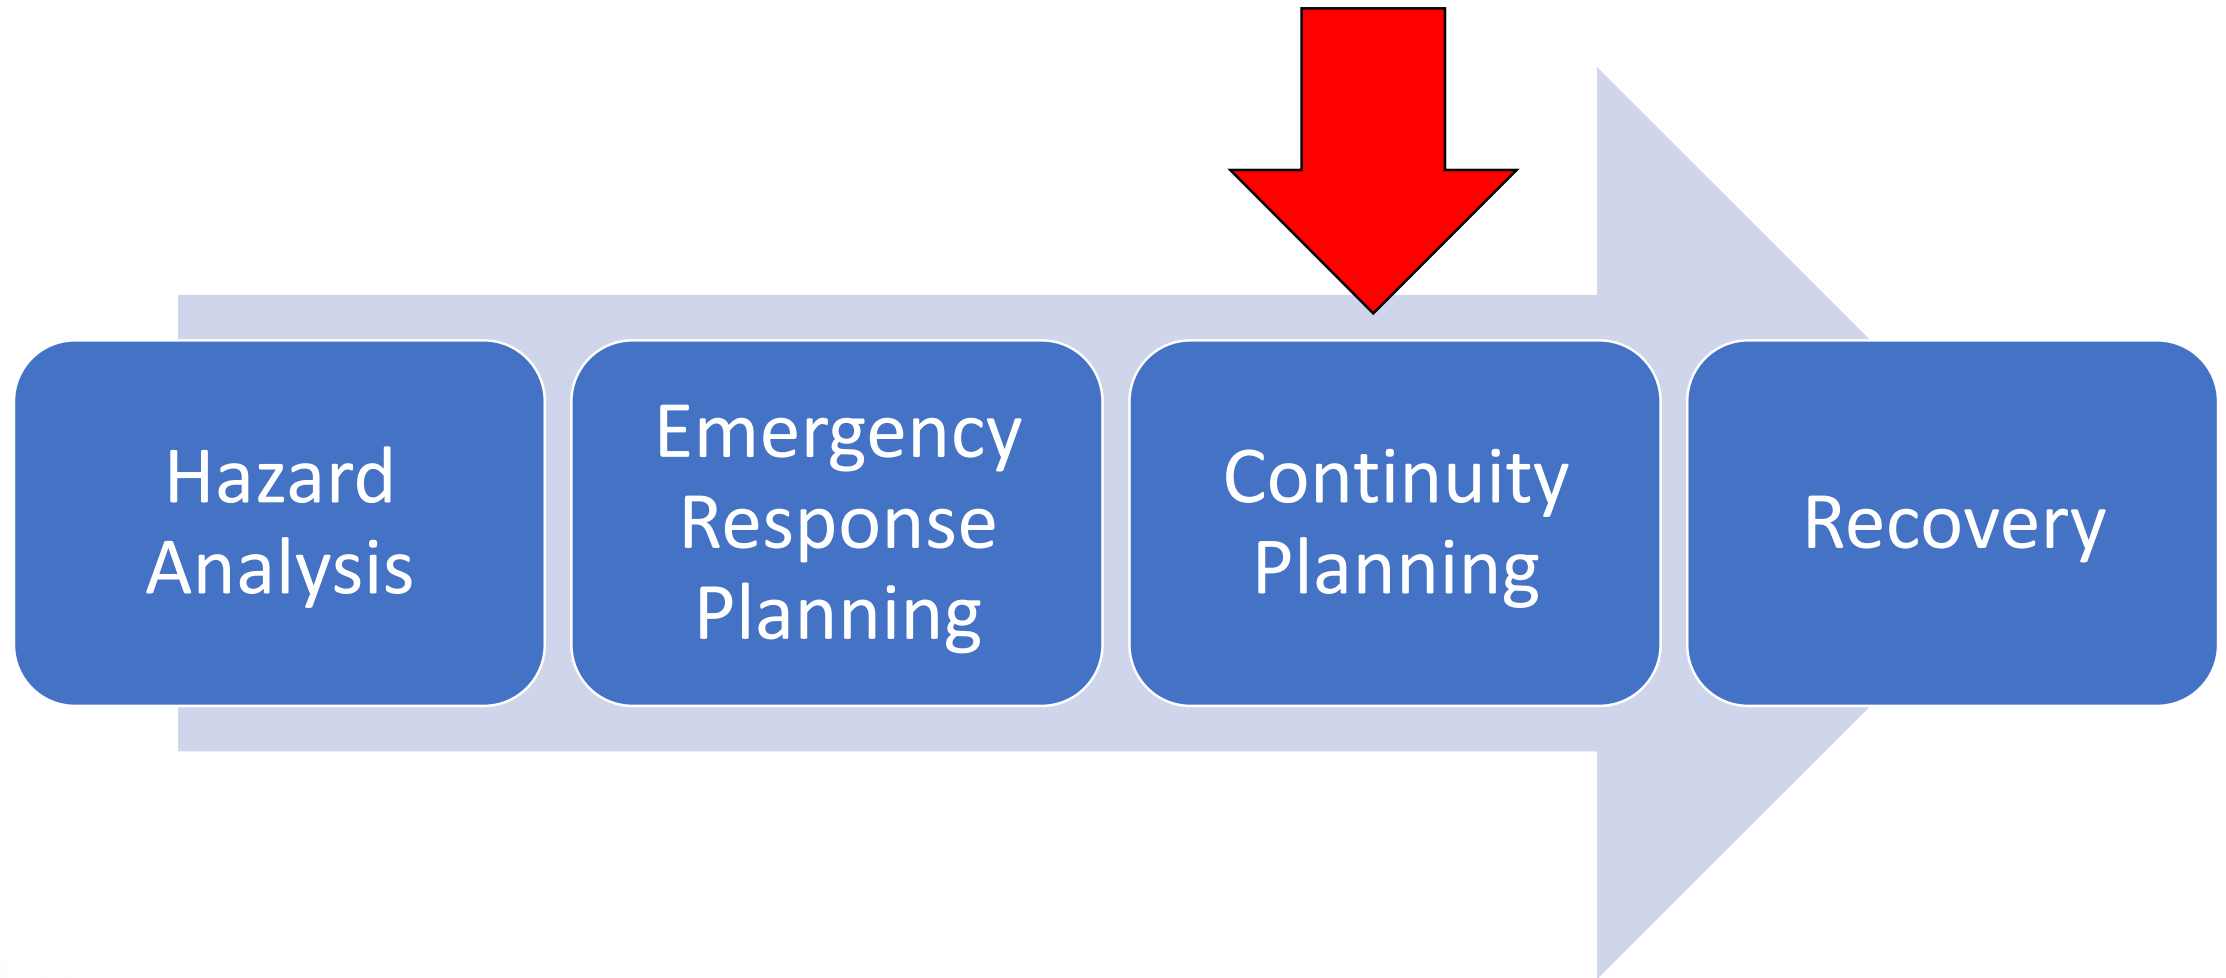 Hazard
Analysis
Emergency
Response
Planning
Continuity
Planning
Recovery